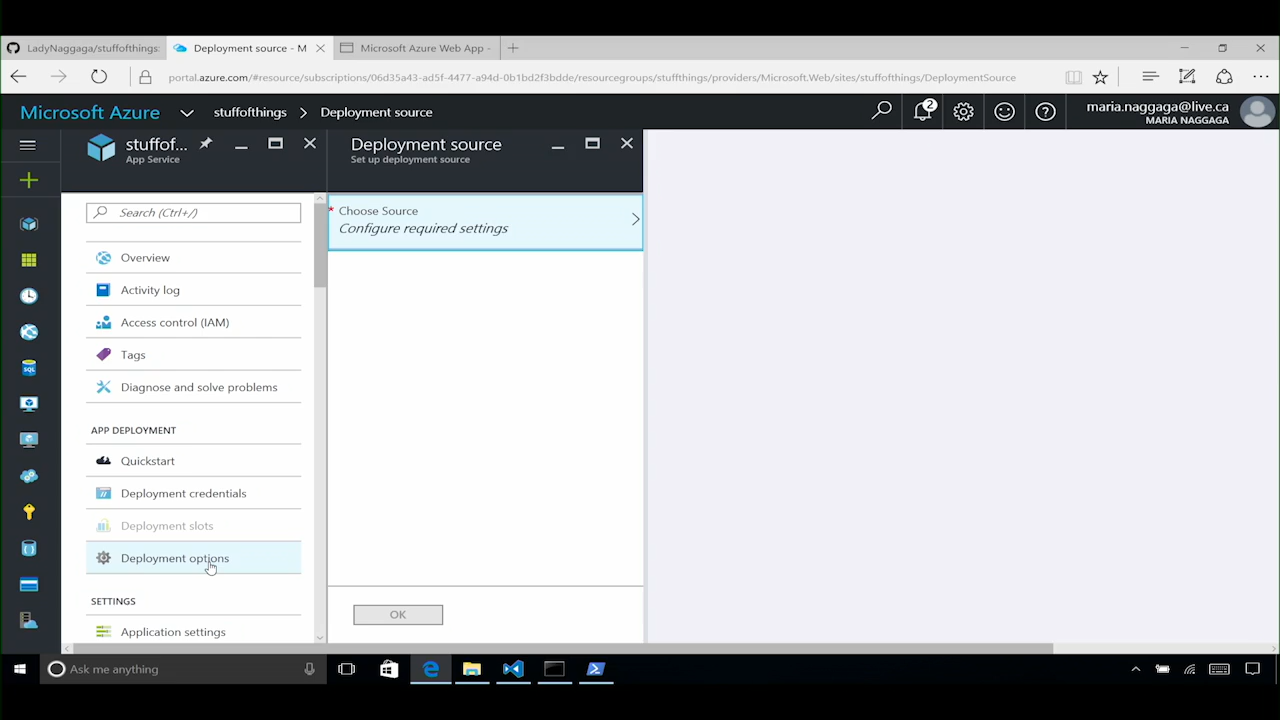 LadyNaggaga/stuffofthings:
Deployment source - M
Microsoft Azure Web App -
portal.azure.com/#resource/subscriptions/06d35a43-ad5f-4477-a94d-0b1bd2f3bdde/resourcegroups/stuffthings/providers/Microsoft.Web/sites/stuffofthings/DeploymentSource
Microsoft Azure
stuffofthings
Deployment source
2
maria.naggaga@live.ca
MARIA NAGGAGA
stuffof...
App Service
Deployment source
Set up deployment source
Search (Ctrl+/)
* Choose Source
Configure required settings
Overview
Activity log
Access control (IAM)
Tags
Diagnose and solve problems
APP DEPLOYMENT
Quickstart
Deployment credentials
Deployment slots
Deployment options
SETTINGS
Application settings
OK
SQL
Ask me anything